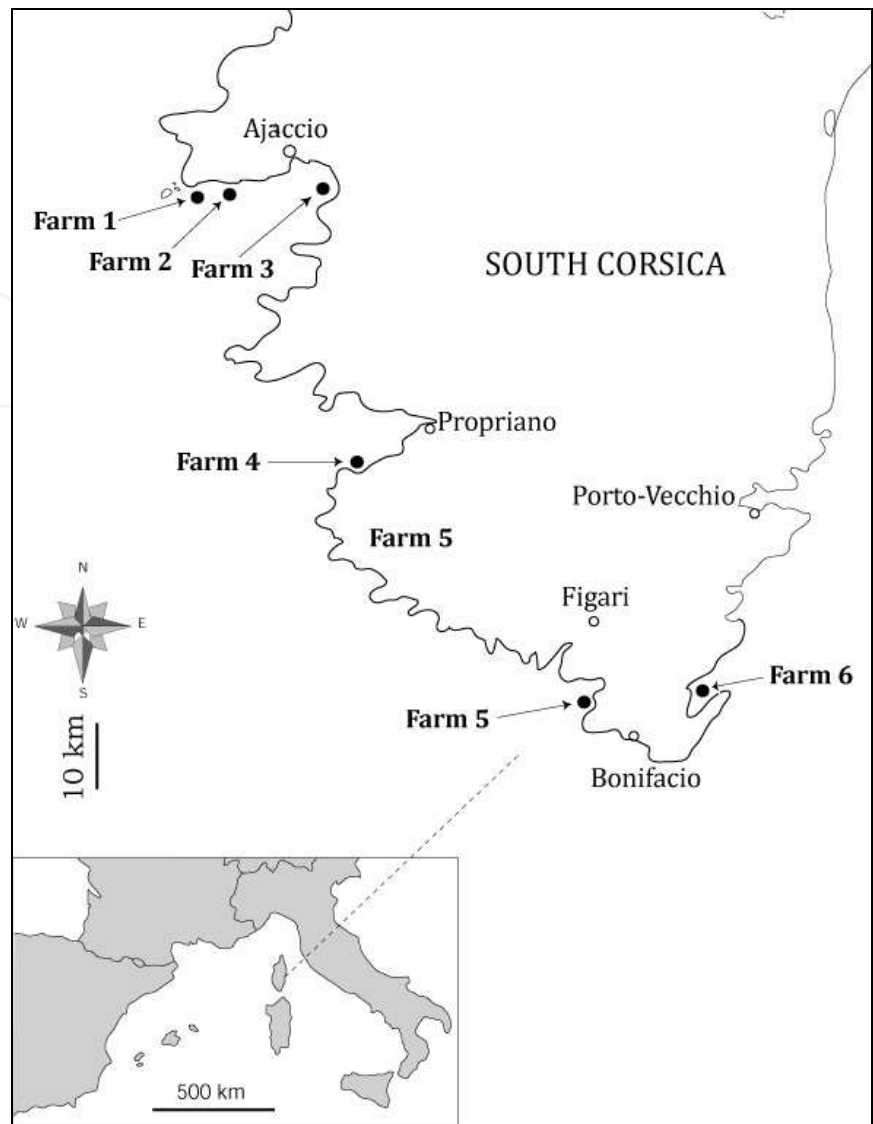 Ajaccio
Farm 1
Farm 2
Farm 3
SOUTH CORSICA
Propriano
Farm 4
Porto-Vecchio
Farm 5
N
W
E
S
Figari
Farm 6
Farm 5
10 km
Bonifacio
500 km